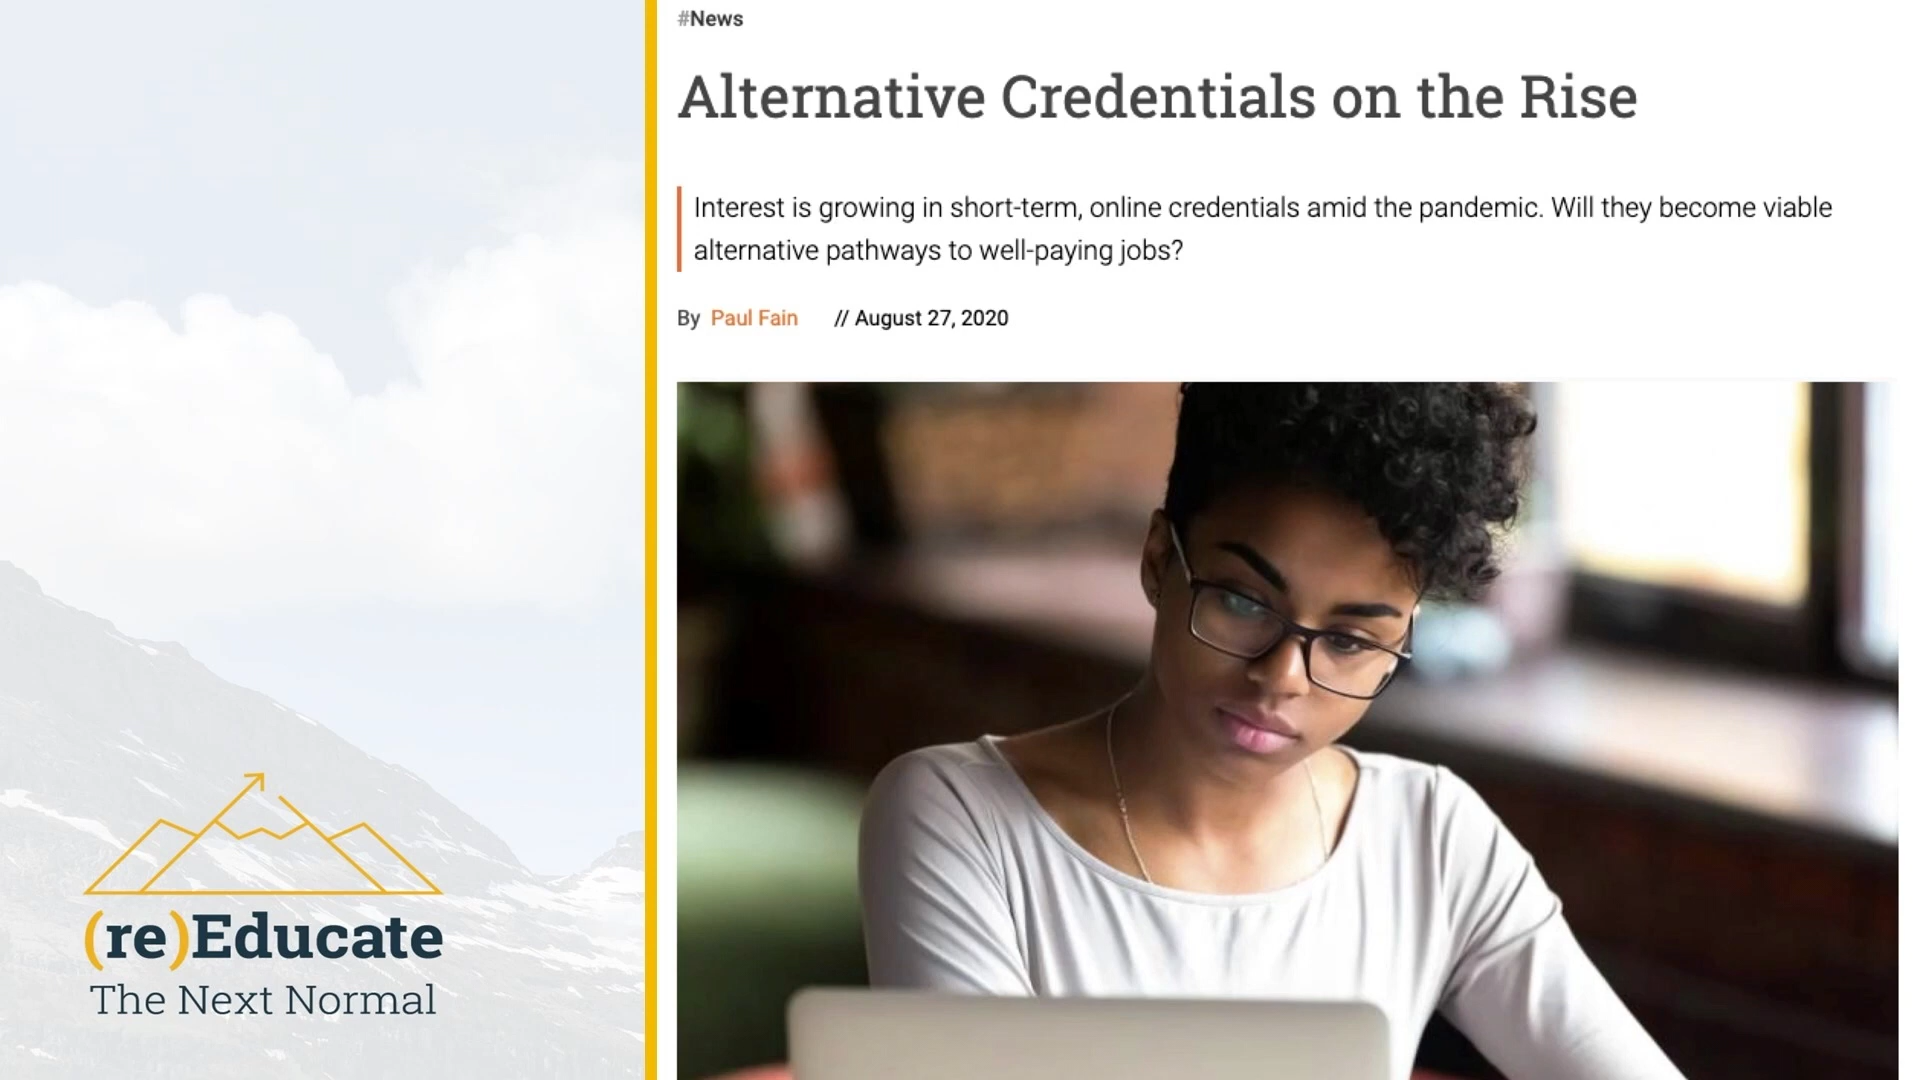 #News
Alternative Credentials on the Rise
Interest is growing in short-term, online credentials amid the pandemic. Will they become viable
alternative pathways to well-paying jobs?
By Paul Fain // August 27, 2020
(re)Educate
The Next Normal